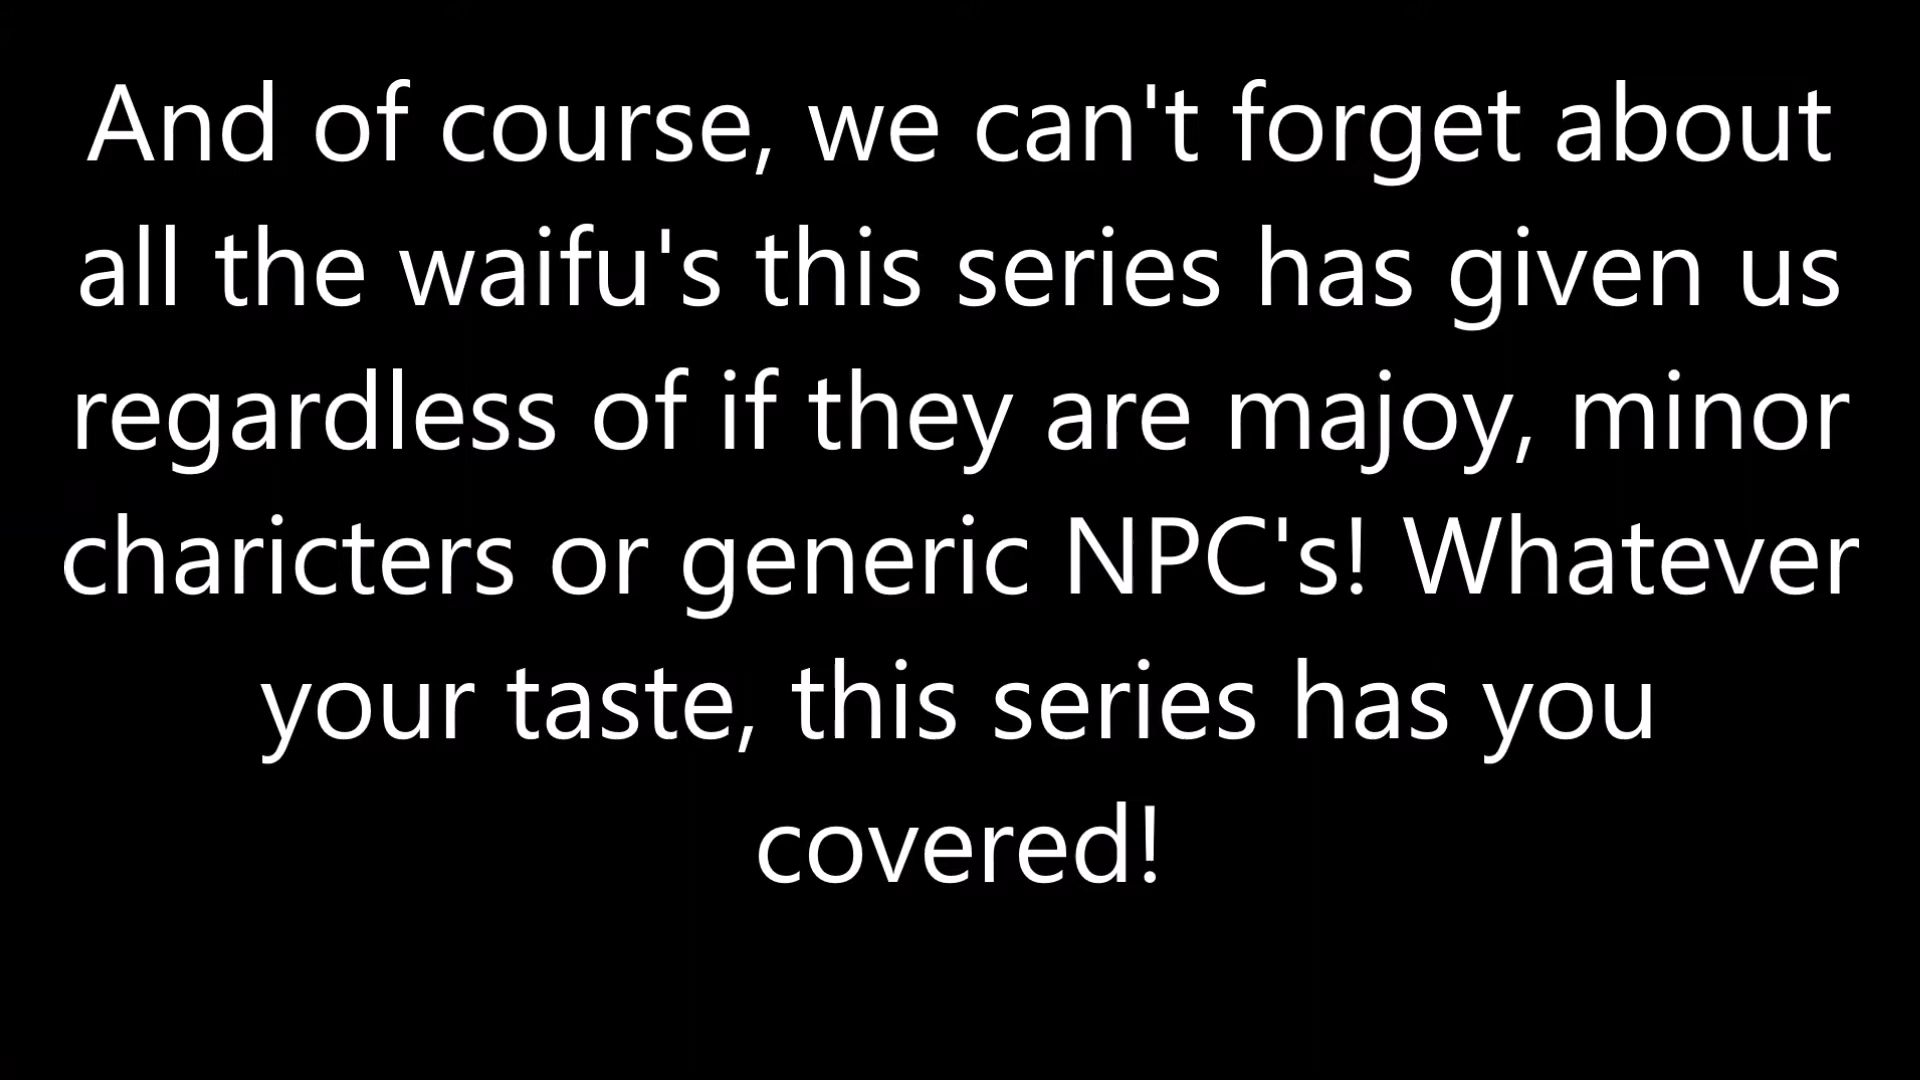 And of course, we can't forget about
all the waifu's this series has given us
regardless of if they are majoy, minor
charicters or generic NPC's! Whatever
your taste, this series has you
covered!